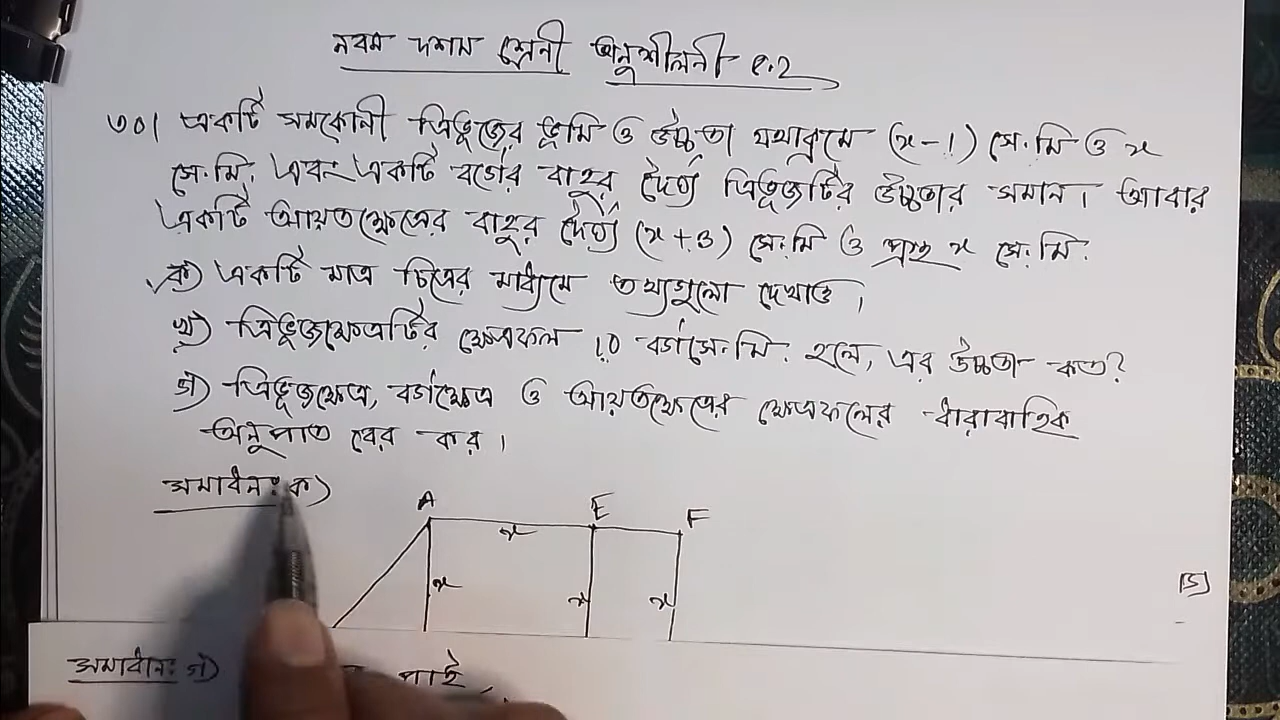 নবম দশম শ্রেনী অনুশীলনী ৫.2
৩০। একটি সমকোনী ত্রিভুজের ভূমি ও উচ্চতা যথাক্রমে (x-1) সে.মি ও x
সে.মি. এবং একটি বর্গের বাহুর দৈর্ঘ্য ত্রিভূজটির উচ্চতার সমান। আবার
একটি আয়তক্ষেত্রের বাহুর দৈর্ঘ্য (x+3) সে.মি ও প্রস্থ x সে.মি.
ক) একটি মাত্র চিত্রের মাধ্যমে তথ্যগুলো দেখাও।
খ) ত্রিভুজক্ষেত্রটির ক্ষেত্রফল 10 বর্গসে.মি. হলে, এর উচ্চতা কত?
গ) ত্রিভূজক্ষেত্র, বর্গক্ষেত্র ও আয়তক্ষেত্রের ক্ষেত্রফলের ধারাবাহিক
অনুপাত বের কর।
সমাধান: ক)
A E F
x
x x x
সমাধান: গ) পাই,